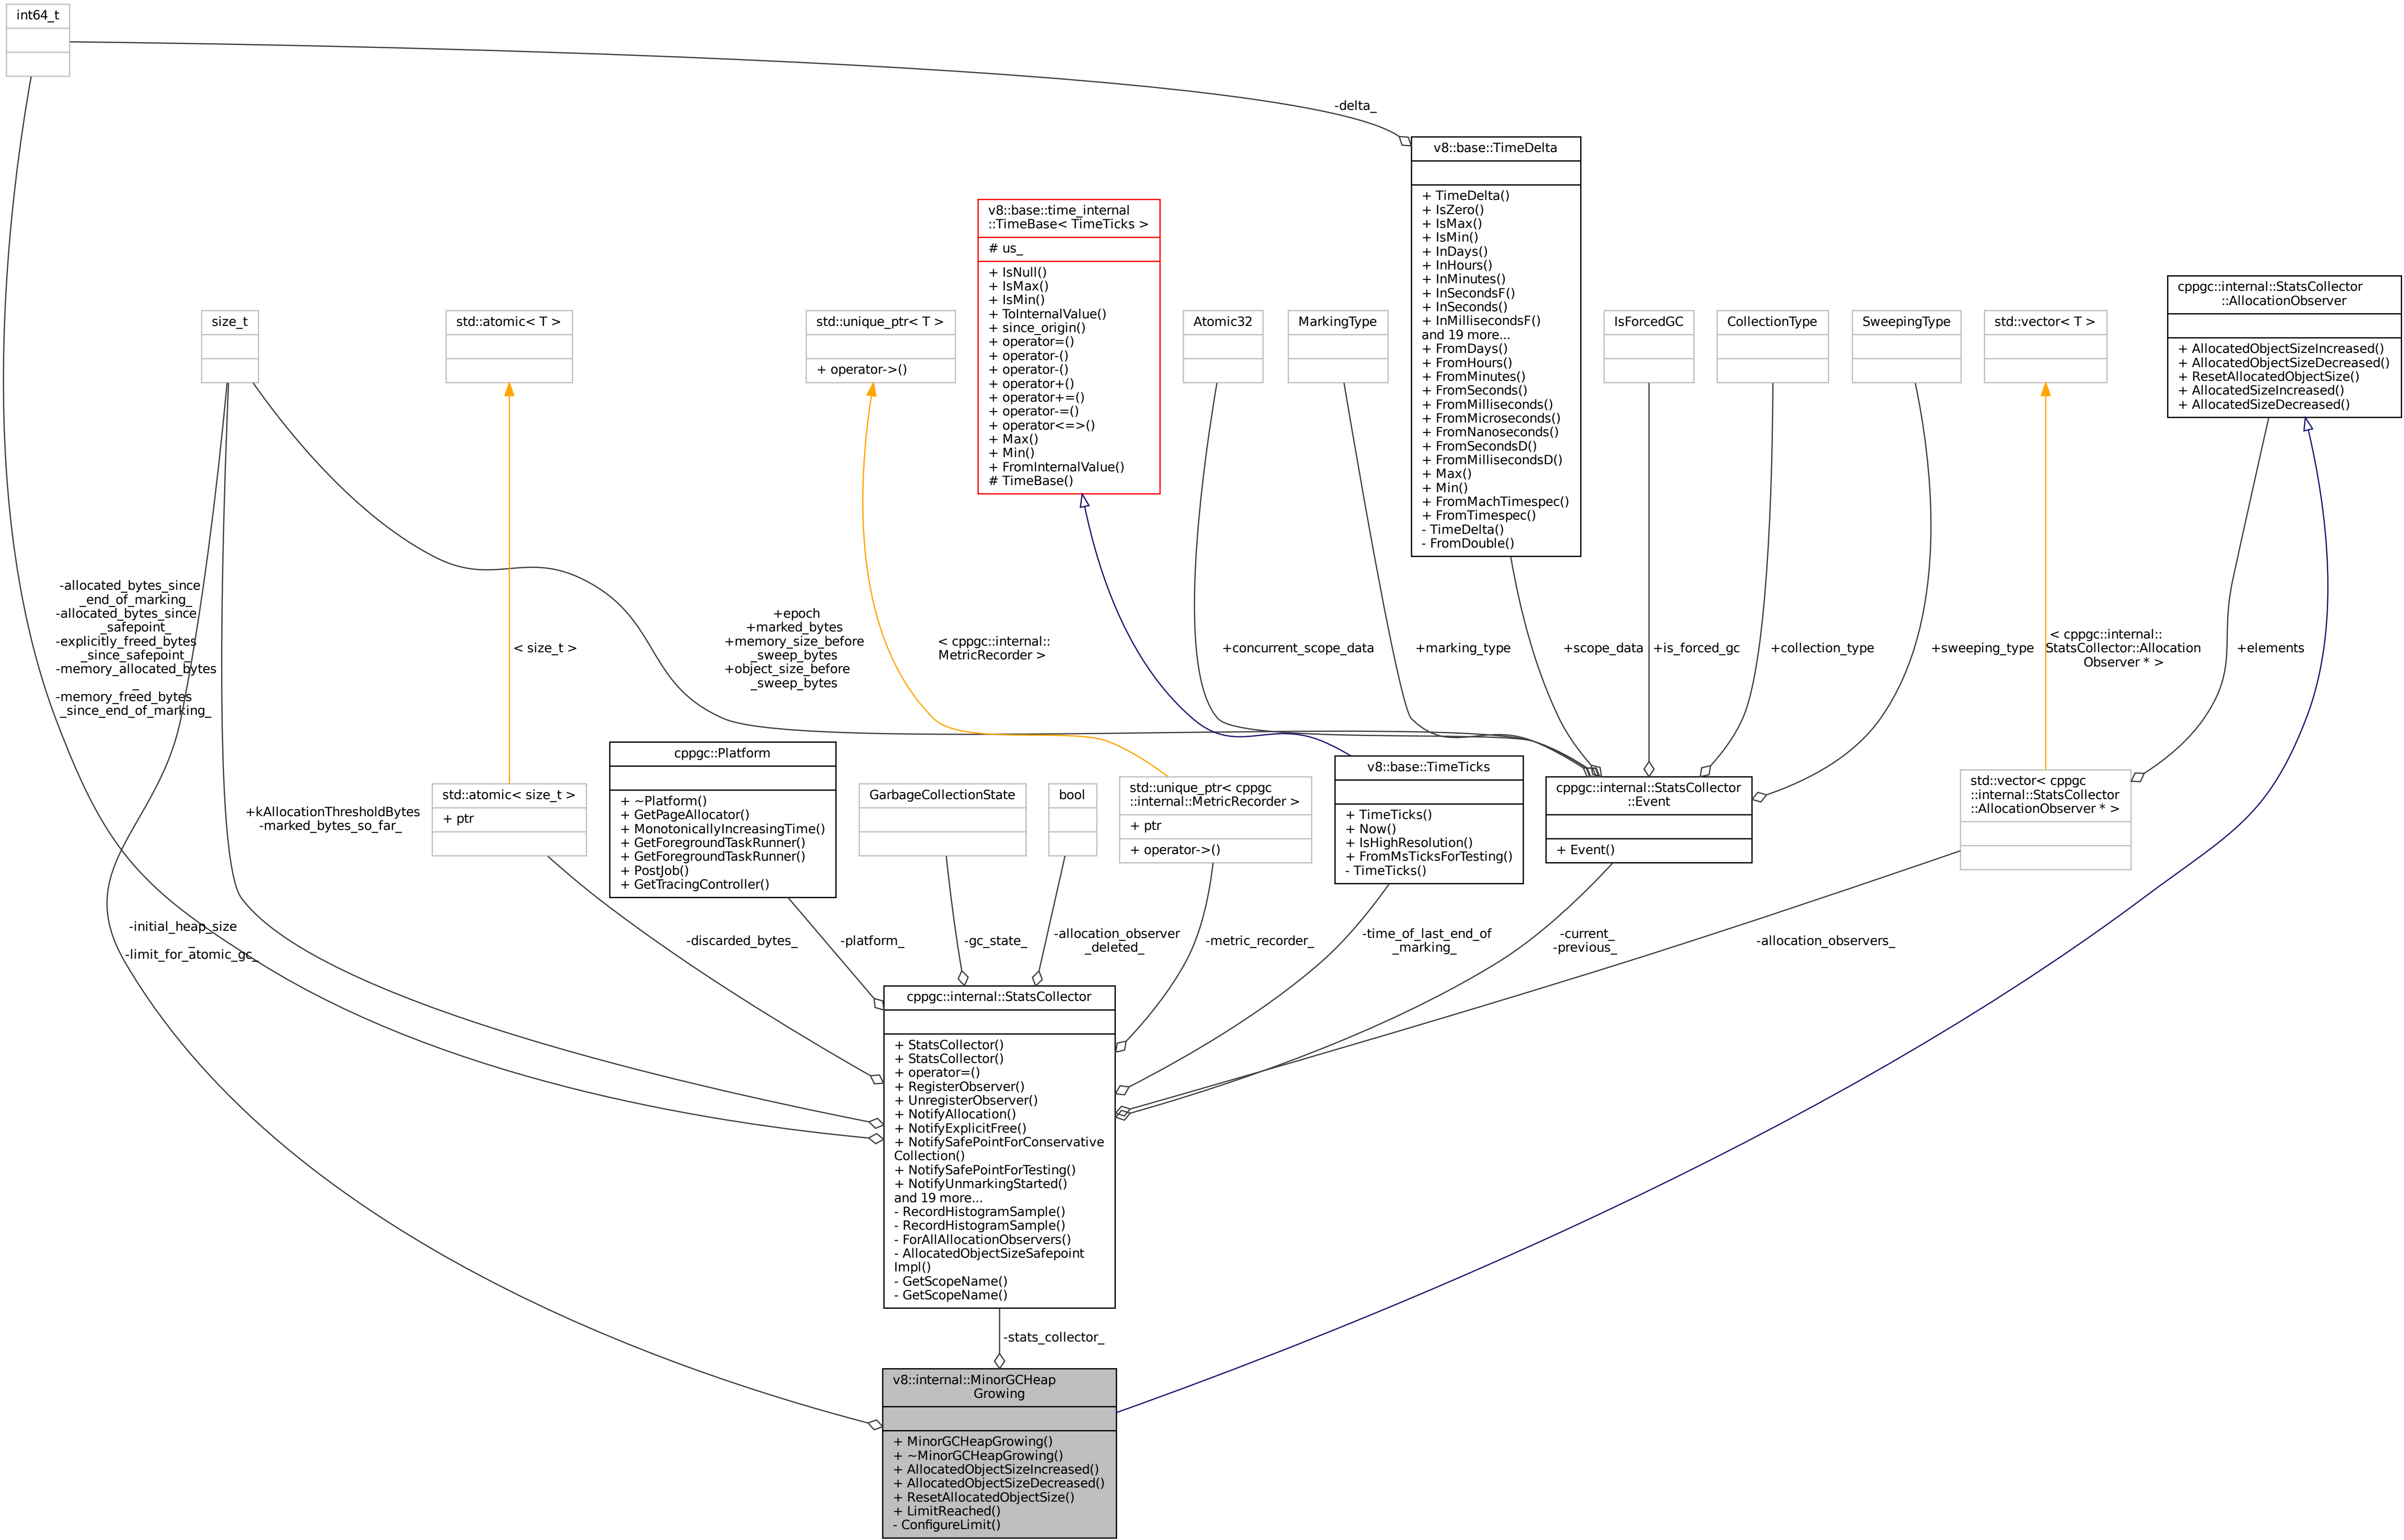 int64_t
-delta_
v8::base::TimeDelta
+ TimeDelta()
+ IsZero()
+ IsMax()
+ IsMin()
+ InDays()
+ InHours()
+ InMinutes()
+ InSecondsF()
+ InSeconds()
+ InMillisecondsF()
and 19 more...
+ FromDays()
+ FromHours()
+ FromMinutes()
+ FromSeconds()
+ FromMilliseconds()
+ FromMicroseconds()
+ FromNanoseconds()
+ FromSecondsD()
+ FromMillisecondsD()
+ Max()
+ Min()
+ FromMachTimespec()
+ FromTimespec()
- TimeDelta()
- FromDouble()
v8::base::time_internal
::TimeBase< TimeTicks >
# us_
+ IsNull()
+ IsMax()
+ IsMin()
+ ToInternalValue()
+ since_origin()
+ operator=()
+ operator-()
+ operator-()
+ operator+()
+ operator+=()
+ operator-=()
+ operator<=>()
+ Max()
+ Min()
+ FromInternalValue()
# TimeBase()
cppgc::internal::StatsCollector
::AllocationObserver
+ AllocatedObjectSizeIncreased()
+ AllocatedObjectSizeDecreased()
+ ResetAllocatedObjectSize()
+ AllocatedSizeIncreased()
+ AllocatedSizeDecreased()
size_t
std::atomic< T >
std::unique_ptr< T >
+ operator->()
Atomic32
MarkingType
IsForcedGC
CollectionType
SweepingType
std::vector< T >
-allocated_bytes_since
_end_of_marking_
-allocated_bytes_since
_safepoint_
-explicitly_freed_bytes
_since_safepoint_
-memory_allocated_bytes
_
-memory_freed_bytes
_since_end_of_marking_
< size_t >
+epoch
+marked_bytes
+memory_size_before
_sweep_bytes
+object_size_before
_sweep_bytes
< cppgc::internal::
MetricRecorder >
+concurrent_scope_data
+marking_type
+scope_data
+is_forced_gc
+collection_type
+sweeping_type
< cppgc::internal::
StatsCollector::Allocation
Observer * >
+elements
+kAllocationThresholdBytes
-marked_bytes_so_far_
std::atomic< size_t >
+ ptr
cppgc::Platform
+ ~Platform()
+ GetPageAllocator()
+ MonotonicallyIncreasingTime()
+ GetForegroundTaskRunner()
+ GetForegroundTaskRunner()
+ PostJob()
+ GetTracingController()
GarbageCollectionState
bool
std::unique_ptr< cppgc
::internal::MetricRecorder >
+ ptr
+ operator->()
v8::base::TimeTicks
+ TimeTicks()
+ Now()
+ IsHighResolution()
+ FromMsTicksForTesting()
- TimeTicks()
cppgc::internal::StatsCollector
::Event
+ Event()
std::vector< cppgc
::internal::StatsCollector
::AllocationObserver * >
-initial_heap_size
_
-limit_for_atomic_gc_
-discarded_bytes_
-platform_
-gc_state_
-allocation_observer
_deleted_
-metric_recorder_
-time_of_last_end_of
_marking_
-current_
-previous_
-allocation_observers_
cppgc::internal::StatsCollector
+ StatsCollector()
+ StatsCollector()
+ operator=()
+ RegisterObserver()
+ UnregisterObserver()
+ NotifyAllocation()
+ NotifyExplicitFree()
+ NotifySafePointForConservative
Collection()
+ NotifySafePointForTesting()
+ NotifyUnmarkingStarted()
and 19 more...
- RecordHistogramSample()
- RecordHistogramSample()
- ForAllAllocationObservers()
- AllocatedObjectSizeSafepoint
Impl()
- GetScopeName()
- GetScopeName()
-stats_collector_
v8::internal::MinorGCHeap
Growing
+ MinorGCHeapGrowing()
+ ~MinorGCHeapGrowing()
+ AllocatedObjectSizeIncreased()
+ AllocatedObjectSizeDecreased()
+ ResetAllocatedObjectSize()
+ LimitReached()
- ConfigureLimit()